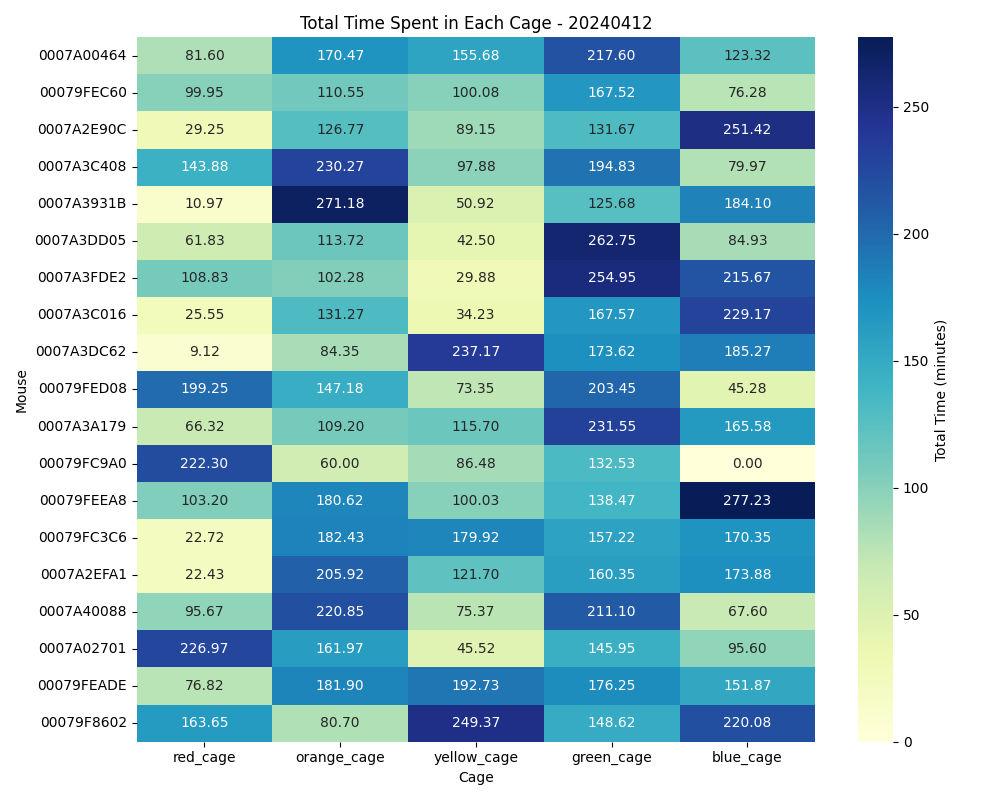 Total Time Spent in Each Cage - 20240412
Mouse
0007A00464 81.60 170.47 155.68 217.60 123.32
00079FEC60 99.95 110.55 100.08 167.52 76.28
0007A2E90C 29.25 126.77 89.15 131.67 251.42
0007A3C408 143.88 230.27 97.88 194.83 79.97
0007A3931B 10.97 271.18 50.92 125.68 184.10
0007A3DD05 61.83 113.72 42.50 262.75 84.93
0007A3FDE2 108.83 102.28 29.88 254.95 215.67
0007A3C016 25.55 131.27 34.23 167.57 229.17
0007A3DC62 9.12 84.35 237.17 173.62 185.27
00079FED08 199.25 147.18 73.35 203.45 45.28
0007A3A179 66.32 109.20 115.70 231.55 165.58
00079FC9A0 222.30 60.00 86.48 132.53 0.00
00079FEEA8 103.20 180.62 100.03 138.47 277.23
00079FC3C6 22.72 182.43 179.92 157.22 170.35
0007A2EFA1 22.43 205.92 121.70 160.35 173.88
0007A40088 95.67 220.85 75.37 211.10 67.60
0007A02701 226.97 161.97 45.52 145.95 95.60
00079FEADE 76.82 181.90 192.73 176.25 151.87
00079F8602 163.65 80.70 249.37 148.62 220.08
red_cage orange_cage yellow_cage green_cage blue_cage
Cage
250
200
150
100
50
0
Total Time (minutes)